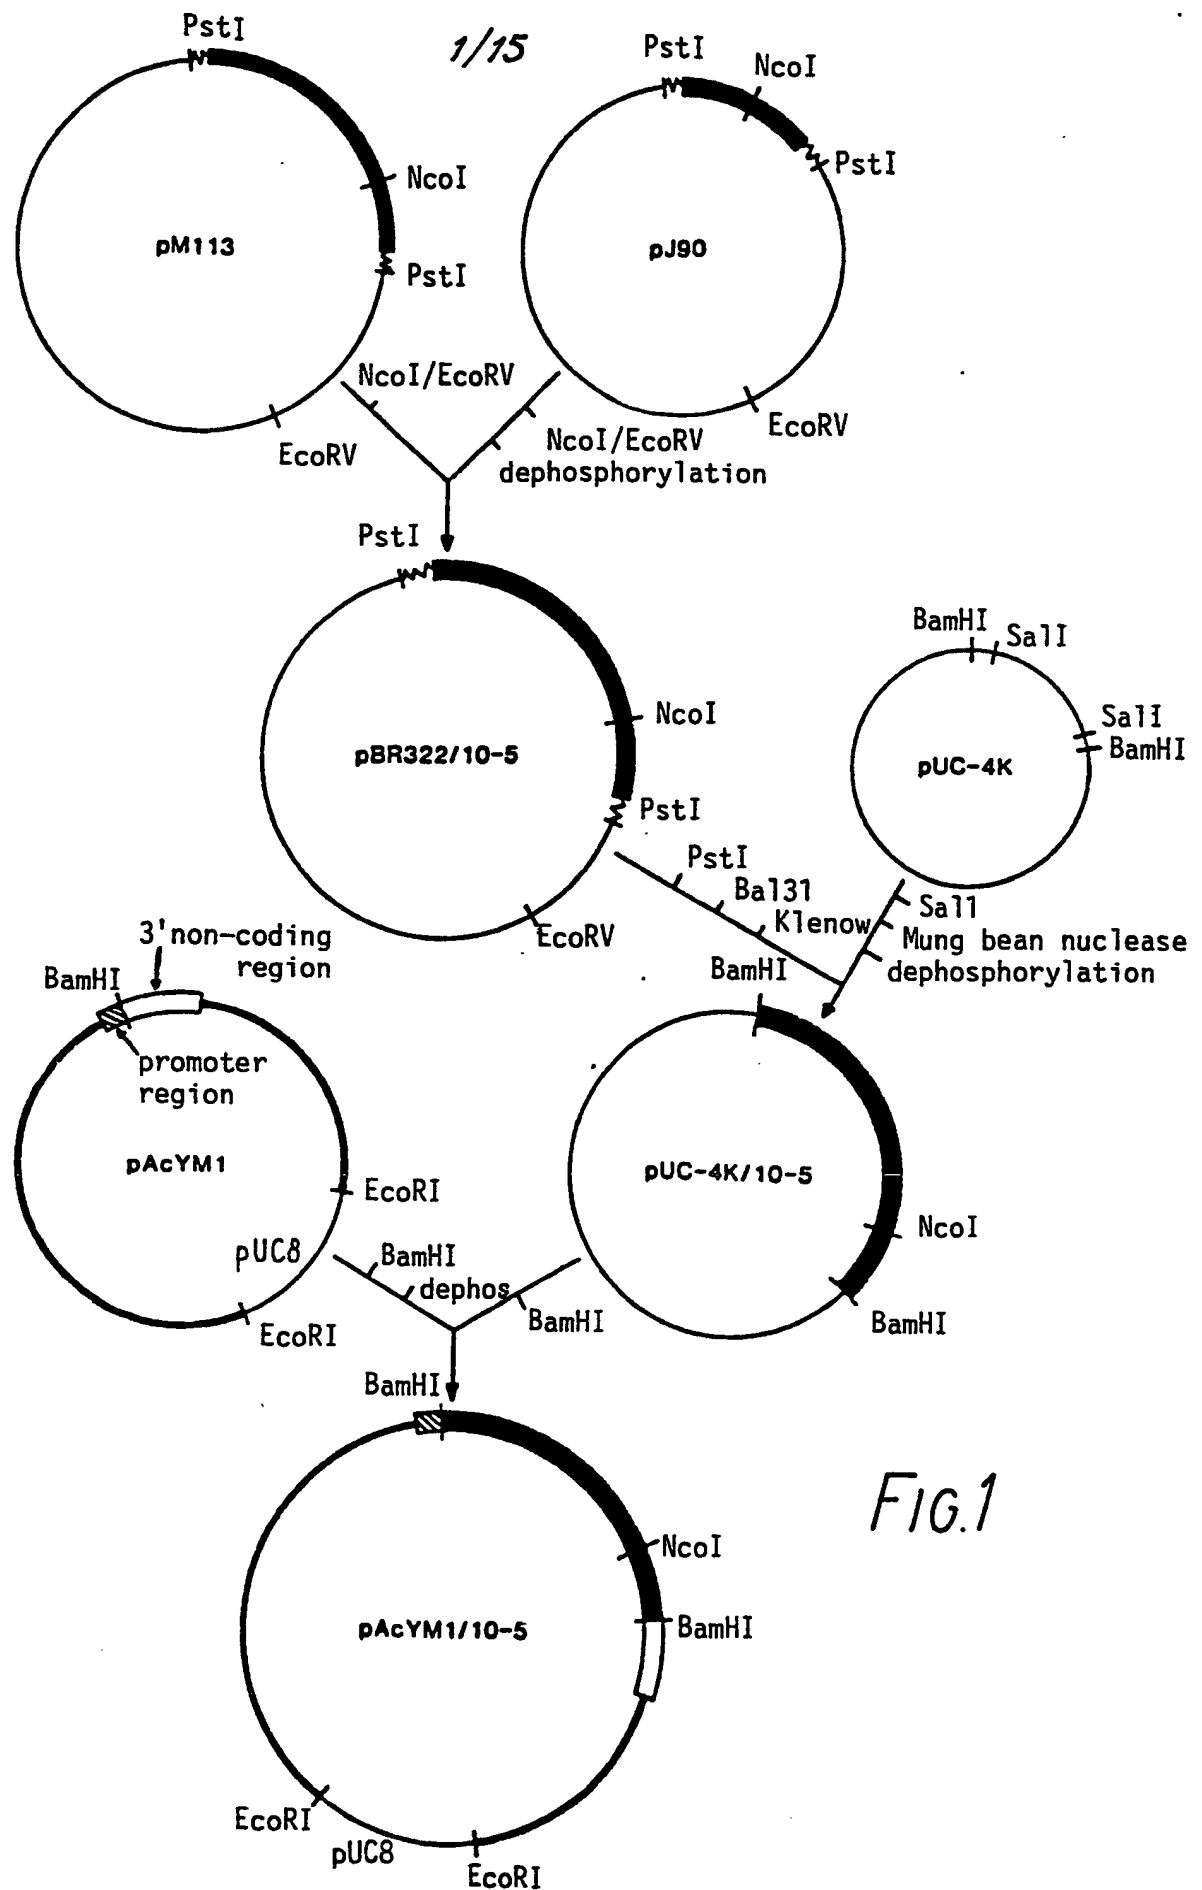 1/15
PstI
NcoI
pM113
PstI
PstI
NcoI
PstI
pJ90
NcoI/EcoRV
EcoRV
NcoI/EcoRV
dephosphorylation
EcoRV
PstI
NcoI
pBR322/10-5
PstI
EcoRV
BamHI
SalI
SalI
BamHI
pUC-4K
PstI
Bal31
Klenow
Sal1
Mung bean nuclease
dephosphorylation
3'non-coding
region
BamHI
promoter
region
pAcYM1
EcoRI
pUC8
EcoRI
BamHI
pUC-4K/10-5
NcoI
BamHI
BamHI
dephos
BamHI
BamHI
NcoI
pAcYM1/10-5
BamHI
EcoRI
pUC8
EcoRI
FIG.1